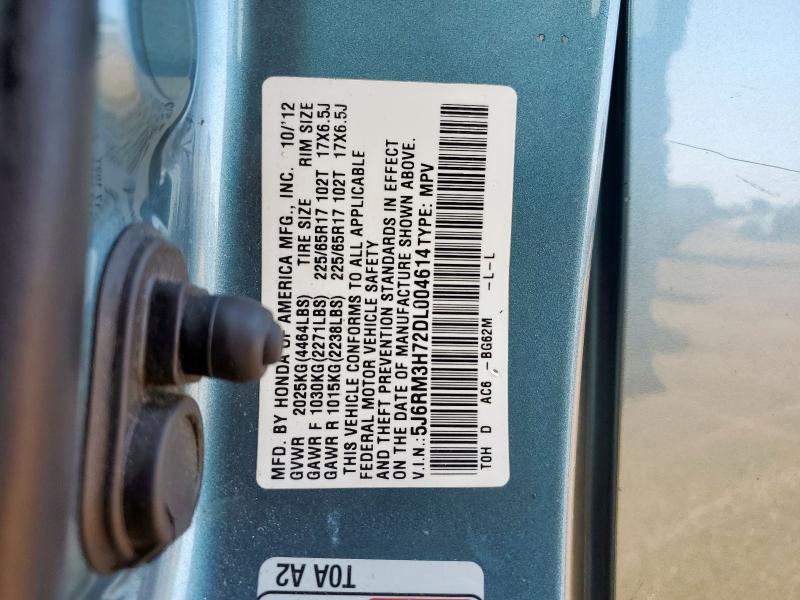 MFD. BY HONDA OF AMERICA MFG., INC. 10/'12
GVWR 2025KG(4464LBS) TIRE SIZE RIM SIZE
GAWR F 1030KG(2271LBS) 225/65R17 102T 17X6.5J
GAWR R 1015KG(2238LBS) 225/65R17 102T 17X6.5J
THIS VEHICLE CONFORMS TO ALL APPLICABLE
FEDERAL MOTOR VEHICLE SAFETY
AND THEFT PREVENTION STANDARDS IN EFFECT
ON THE DATE OF MANUFACTURE SHOWN ABOVE.
V.I.N.: 5J6RM3H72DL004614 TYPE: MPV
TOH D AC6 -BG62M -L-L
T0A A2